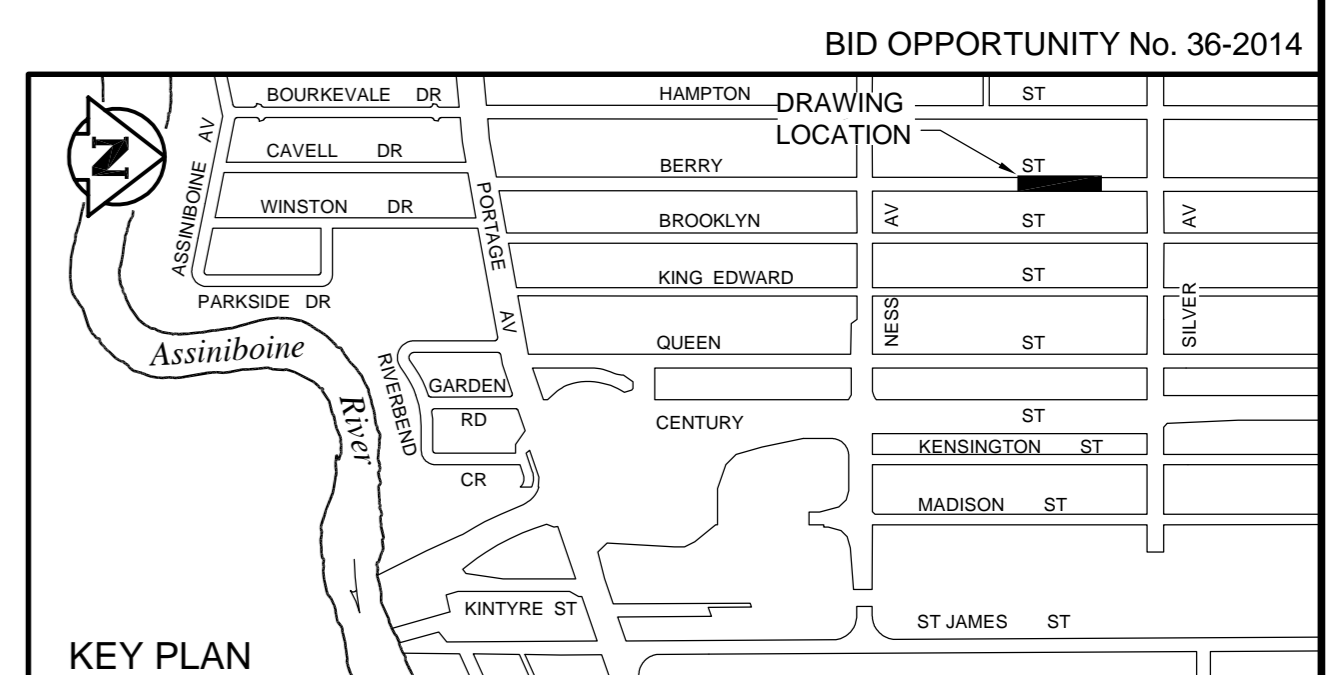 BID OPPORTUNITY No. 36-2014
BOURKEVALE DR
HAMPTON ST
DRAWING
LOCATION
N
ASSINIBOINE AV
CAVELL DR
BERRY ST
WINSTON DR
PORTAGE AV
BROOKLYN ST
NESS AV
SILVER AV
KING EDWARD ST
PARKSIDE DR
Assiniboine River
QUEEN ST
RIVERBEND CR
GARDEN
RD
CENTURY ST
KENSINGTON ST
MADISON ST
KINTYRE ST
ST JAMES ST
KEY PLAN